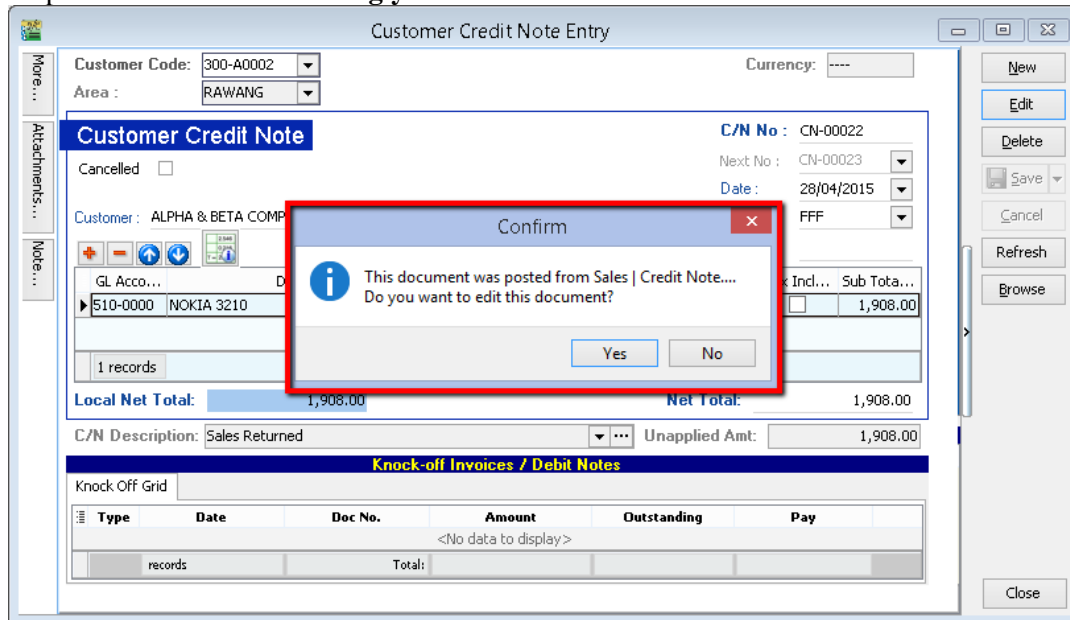 Customer Credit Note Entry
More...
Attachments...
Note...
Customer Code: 300-A0002
Currency: ----
Area : RAWANG
Customer Credit Note
C/N No : CN-00022
Cancelled
Next No : CN-00023
Date : 28/04/2015
Customer : ALPHA & BETA COMP
FFF
GL Acco... D
Incl... Sub Tota...
510-0000 NOKIA 3210
1,908.00
1 records
Local Net Total: 1,908.00
Net Total: 1,908.00
Confirm
This document was posted from Sales | Credit Note....
Do you want to edit this document?
Yes No
C/N Description: Sales Returned
Unapplied Amt: 1,908.00
Knock-off Invoices / Debit Notes
Knock Off Grid
Type Date Doc No. Amount Outstanding Pay
<No data to display>
records Total:
New
Edit
Delete
Save
Cancel
Refresh
Browse
Close